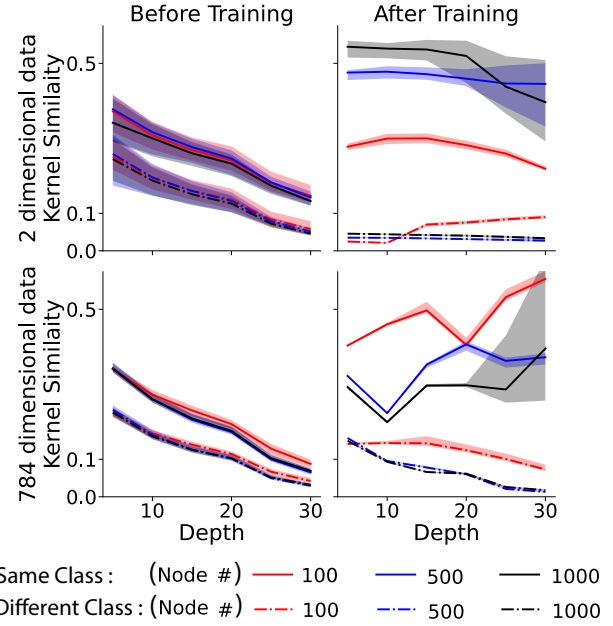 Before Training After Training
2 dimensional data
Kernel Similaity
0.5
0.1
0.0
784 dimensional data
Kernel Similaity
0.5
0.1
0.0
10 20 30 10 20 30
Depth Depth
Same Class : (Node #) 100 500 1000
Different Class : (Node #) 100 500 1000